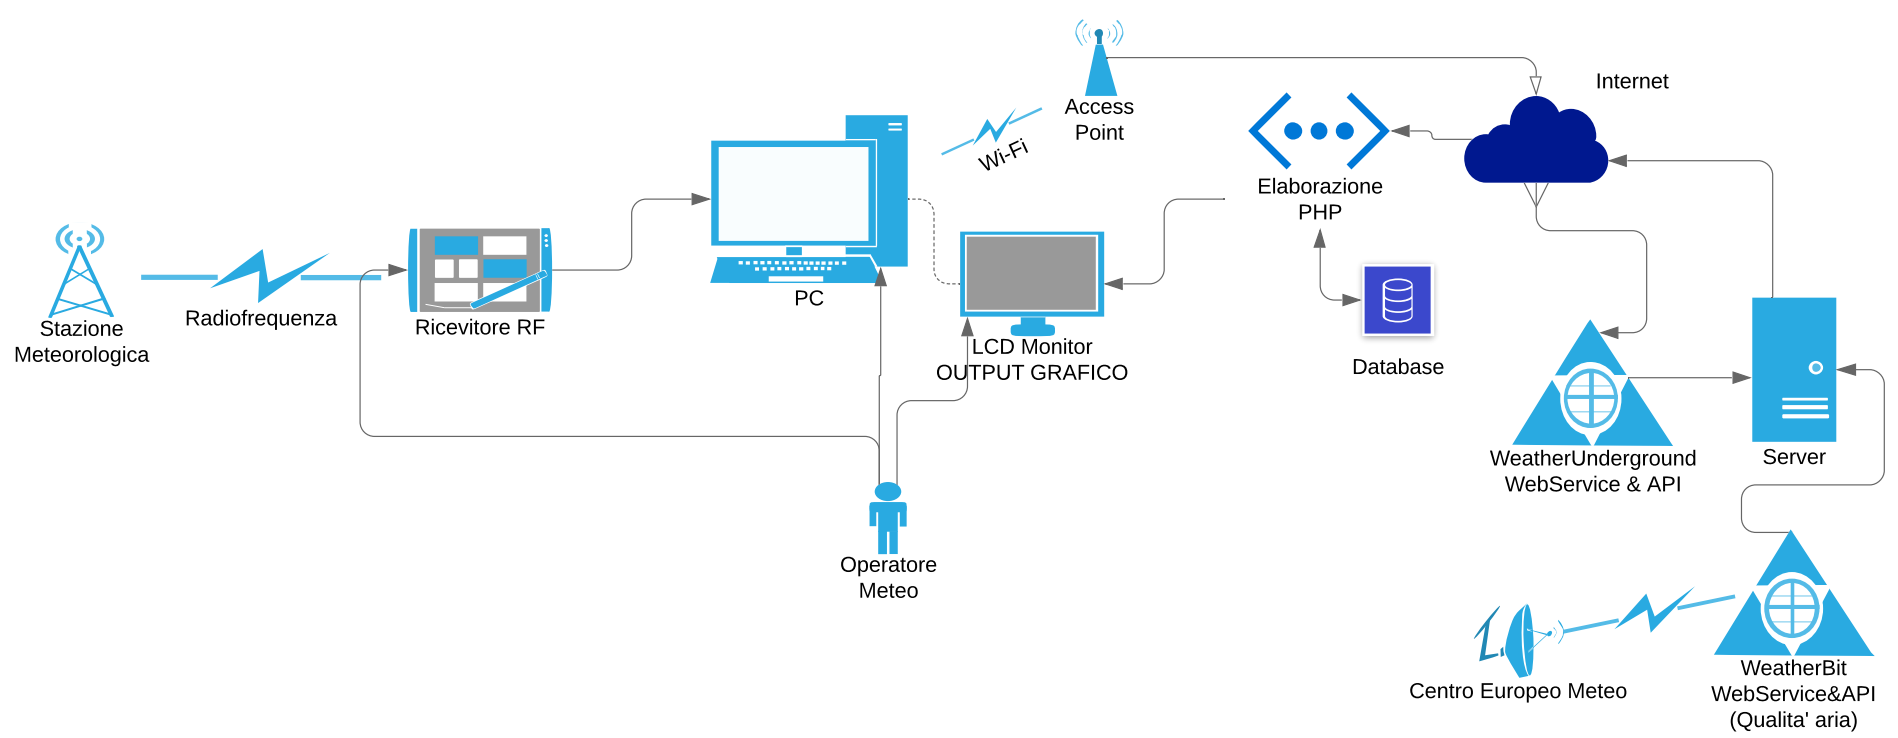 Stazione
Meteorologica
Radiofrequenza
Ricevitore RF
PC
Wi-Fi
Access
Point
LCD Monitor
OUTPUT GRAFICO
Operatore
Meteo
Elaborazione
PHP
Database
Internet
WeatherUnderground
WebService & API
Server
Centro Europeo Meteo
WeatherBit
WebService&API
(Qualita' aria)